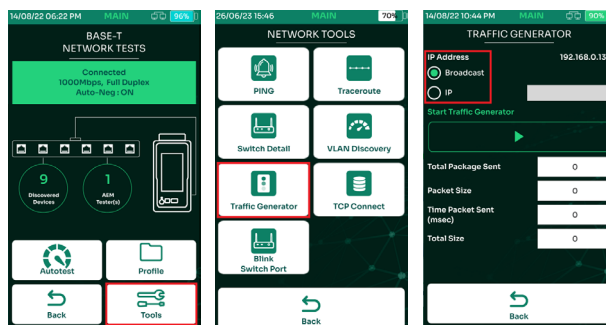 14/08/22 06:22 PM MAIN 96%
BASE-T
NETWORK TESTS
Connected
1000Mbps, Full Duplex
Auto-Neg : ON
9
Discovered
Devices
1
AEM
Tester(s)
Autotest
Profile
Back
Tools
26/06/23 15:46 MAIN 70%
NETWORK TOOLS
PING
Traceroute
Switch Detail
VLAN Discovery
Traffic Generator
TCP Connect
Blink
Switch Port
Back
14/08/22 10:44 PM MAIN 90%
TRAFFIC GENERATOR
IP Address 192.168.0.13
Broadcast
IP
Start Traffic Generator
Total Package Sent 0
Packet Size 0
Time Packet Sent
(msec) 0
Total Size 0
Back